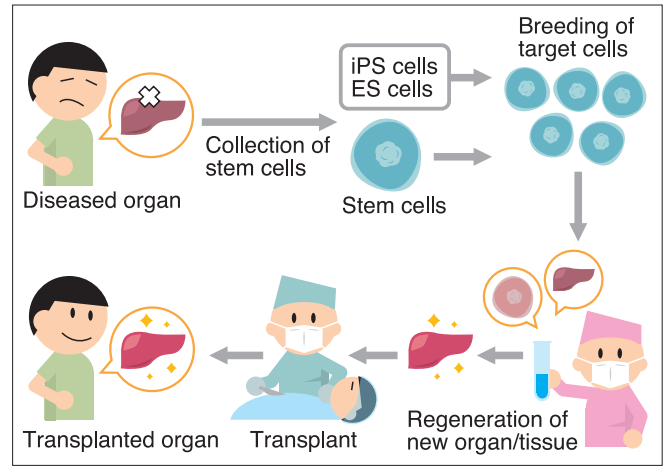 Diseased organ
Collection of
stem cells
iPS cells
ES cells
Stem cells
Breeding of
target cells
Regeneration of
new organ/tissue
Transplant
Transplanted organ